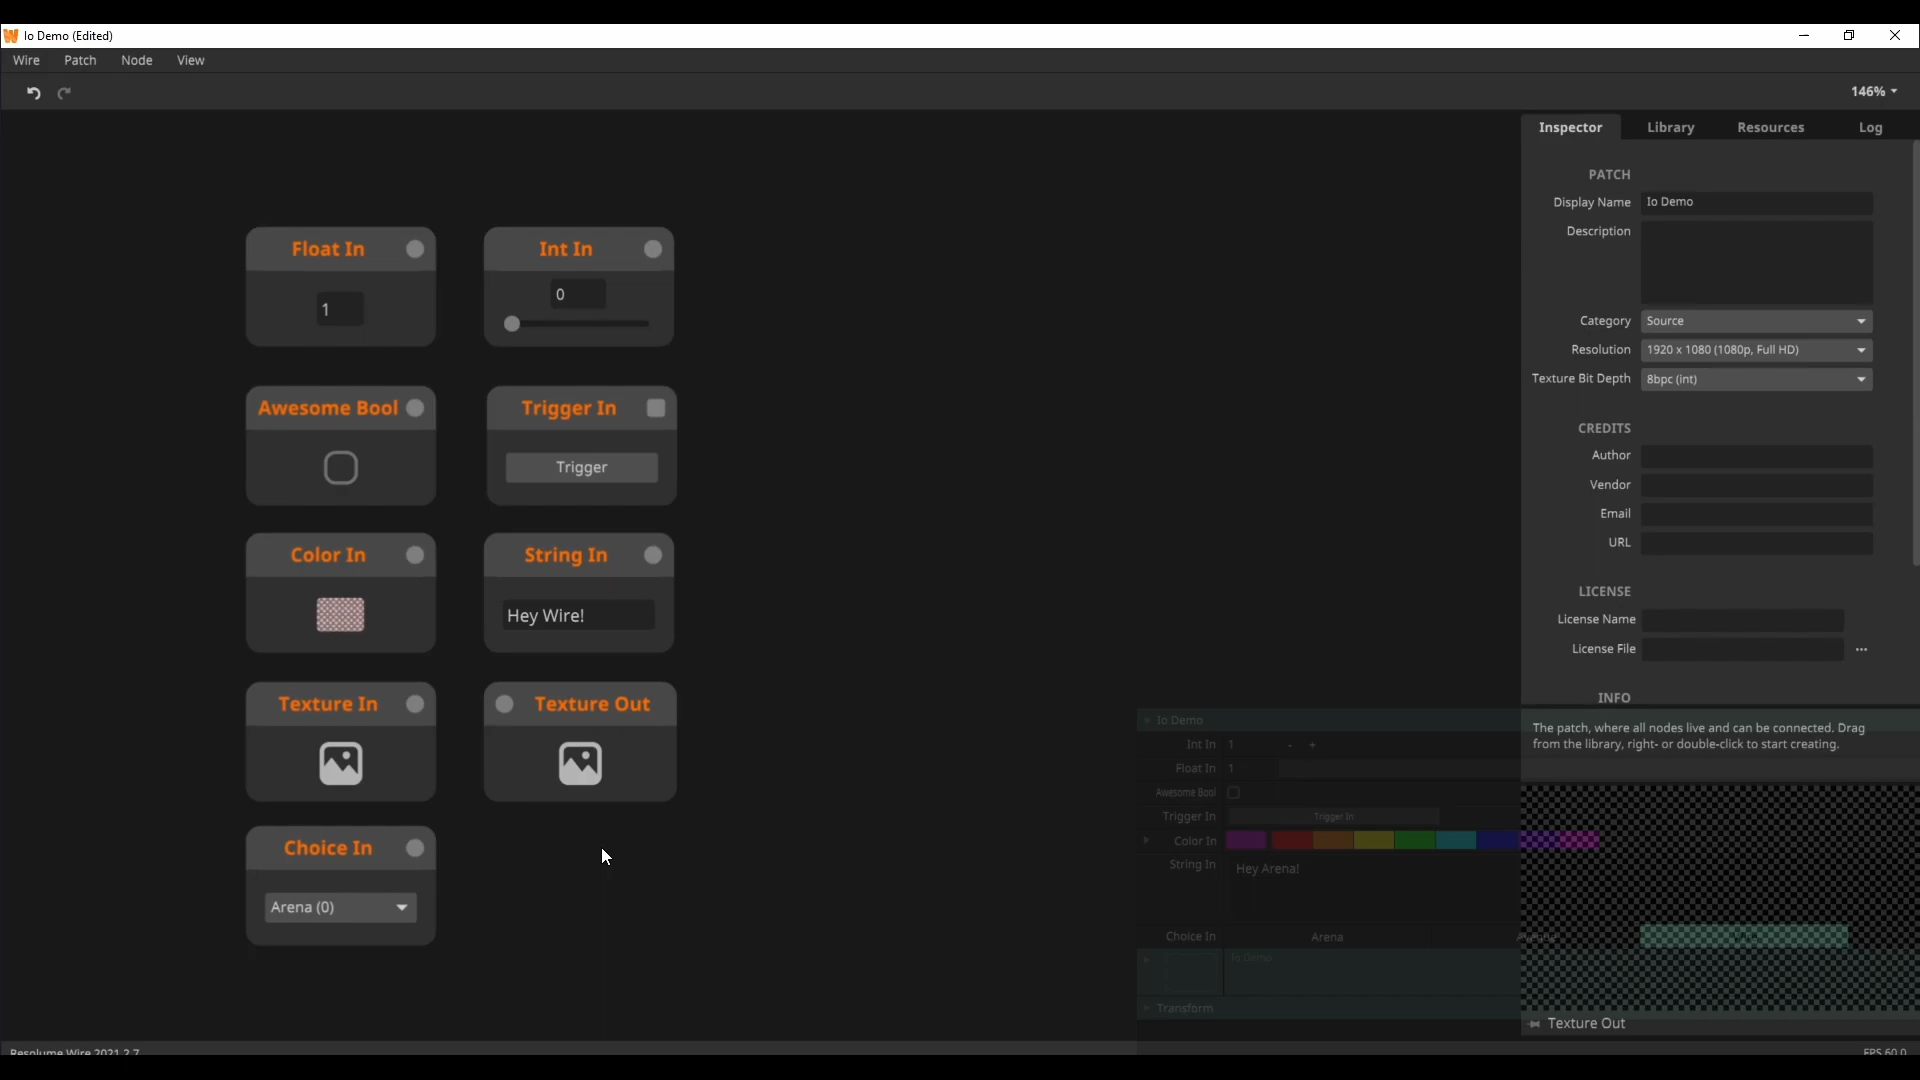 Io Demo (Edited)
Wire Patch Node View
146%
Inspector Library Resources Log
PATCH
Display Name Io Demo
Description
Category Source
Resolution 1920 x 1080 (1080p, Full HD)
Texture Bit Depth 8bpc (int)
CREDITS
Author
Vendor
Email
URL
LICENSE
License Name
License File ...
INFO
The patch, where all nodes live and can be connected. Drag
from the library, right- or double-click to start creating.
Texture Out
Float In
1
Int In
0
Awesome Bool
Trigger In
Trigger
Color In
String In
Hey Wire!
Texture In
Texture Out
Choice In
Arena (0)
Io Demo
Int In 1 - +
Float In 1
Awesome Bool
Trigger In Trigger In
Color In
String In Hey Arena!
Choice In Arena Avenue
Io Demo
Transform
Resolume Wire 2021.2.7
FPS 60.0